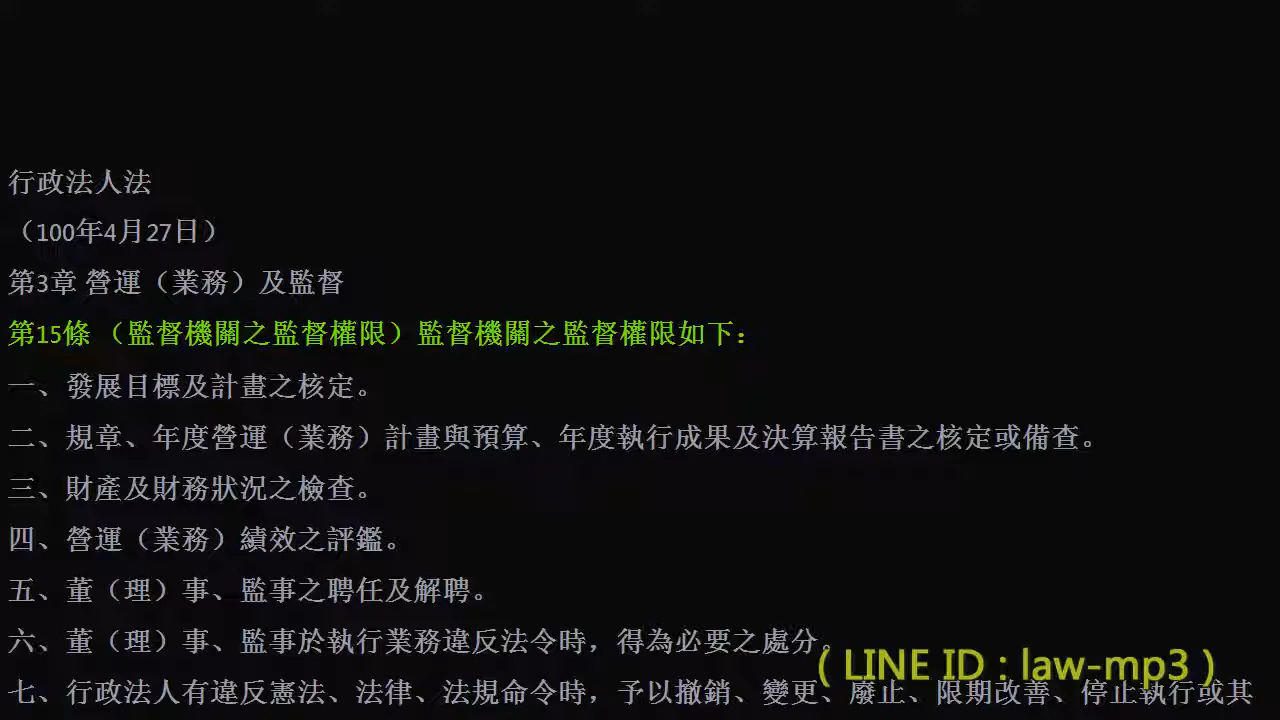 行政法人法
（100年4月27日）
第3章 營運（業務）及監督
第15條 （監督機關之監督權限）監督機關之監督權限如下：
一、發展目標及計畫之核定。
二、規章、年度營運（業務）計畫與預算、年度執行成果及決算報告書之核定或備查。
三、財產及財務狀況之檢查。
四、營運（業務）績效之評鑑。
五、董（理）事、監事之聘任及解聘。
六、董（理）事、監事於執行業務違反法令時，得為必要之處分。
（LINE ID：law-mp3）
七、行政法人有違反憲法、法律、法規命令時，予以撤銷、變更、廢止、限期改善、停止執行或其